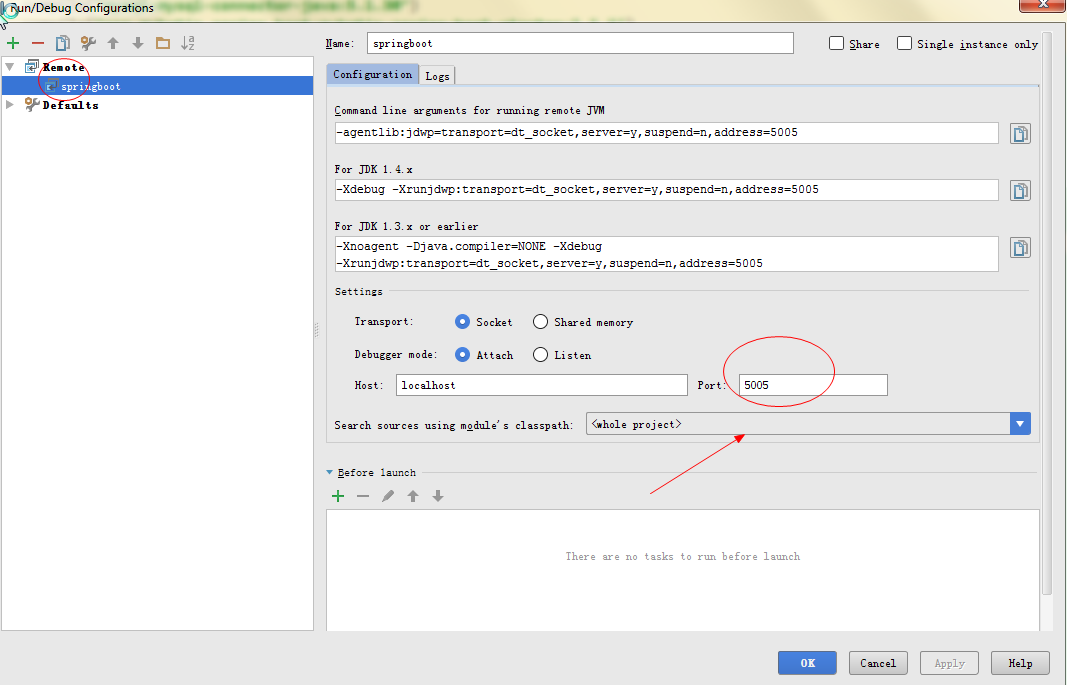 Run/Debug Configurations
Name: springboot
Share
Single instance only
Remote
springboot
Defaults
Configuration
Logs
Command line arguments for running remote JVM
-agentlib:jdwp=transport=dt_socket,server=y,suspend=n,address=5005
For JDK 1.4.x
-Xdebug -Xrunjdwp:transport=dt_socket,server=y,suspend=n,address=5005
For JDK 1.3.x or earlier
-Xnoagent -Djava.compiler=NONE -Xdebug
-Xrunjdwp:transport=dt_socket,server=y,suspend=n,address=5005
Settings
Transport: Socket Shared memory
Debugger mode: Attach Listen
Host: localhost Port: 5005
Search sources using module's classpath: <whole project>
Before launch
There are no tasks to run before launch
OK Cancel Apply Help